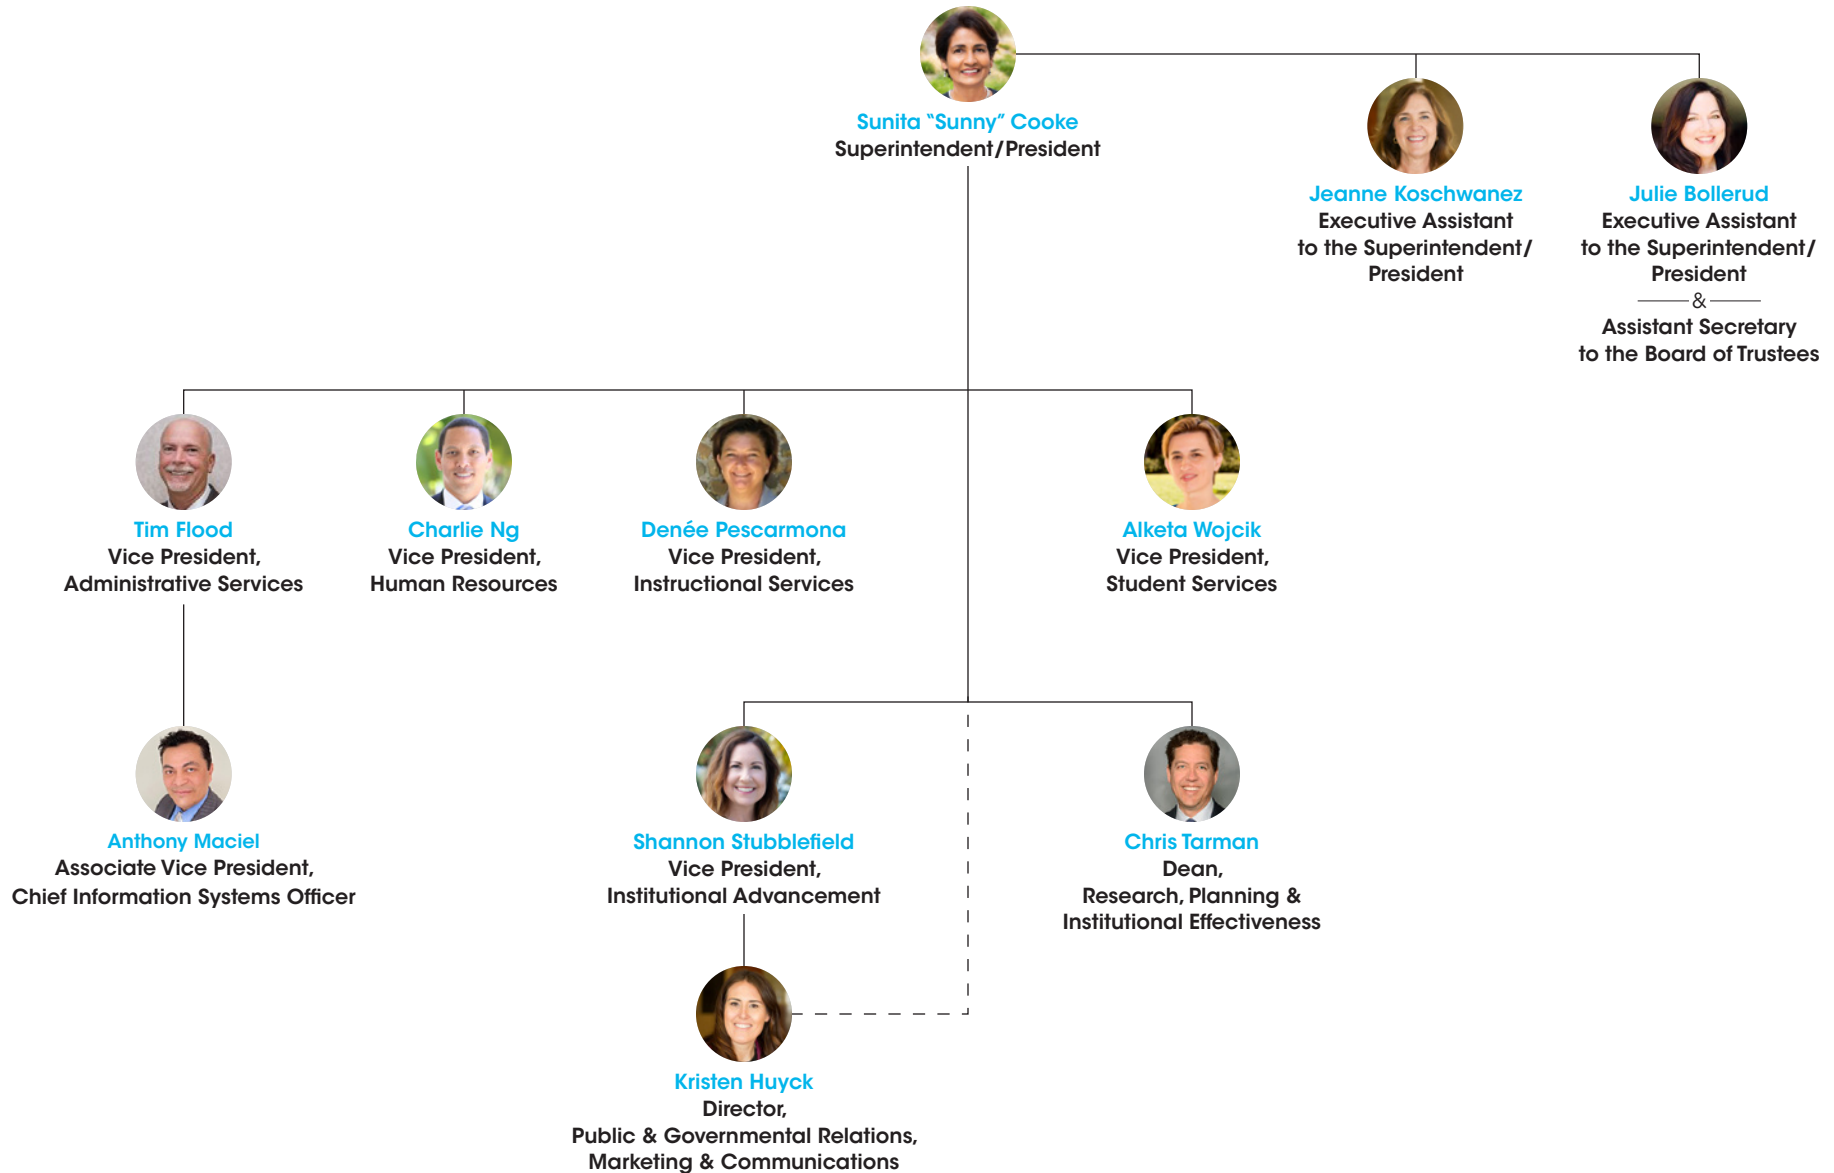 Sunita “Sunny” Cooke
Superintendent/President
Jeanne Koschwanez
Executive Assistant
to the Superintendent/
President
Julie Bollerud
Executive Assistant
to the Superintendent/
President
&
Assistant Secretary
to the Board of Trustees
Tim Flood
Vice President,
Administrative Services
Charlie Ng
Vice President,
Human Resources
Denée Pescarmona
Vice President,
Instructional Services
Alketa Wojcik
Vice President,
Student Services
Anthony Maciel
Associate Vice President,
Chief Information Systems Officer
Shannon Stubblefield
Vice President,
Institutional Advancement
Chris Tarman
Dean,
Research, Planning &
Institutional Effectiveness
Kristen Huyck
Director,
Public & Governmental Relations,
Marketing & Communications